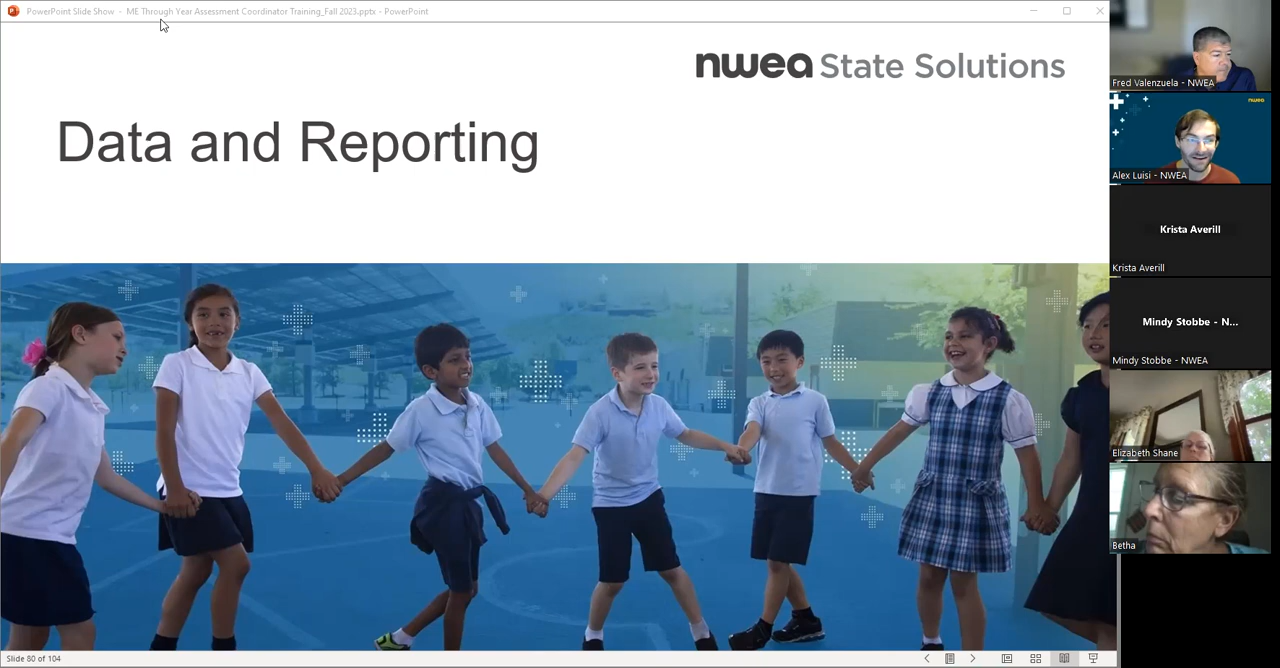 PowerPoint Slide Show - ME Through Year Assessment Coordinator Training_Fall 2023.pptx - PowerPoint
nwea State Solutions
Data and Reporting
Fred Valenzuela - NWEA
nwea
Alex Luisi - NWEA
Krista Averill
Krista Averill
Mindy Stobbe - N...
Mindy Stobbe - NWEA
Elizabeth Shane
Betha
Slide 80 of 104